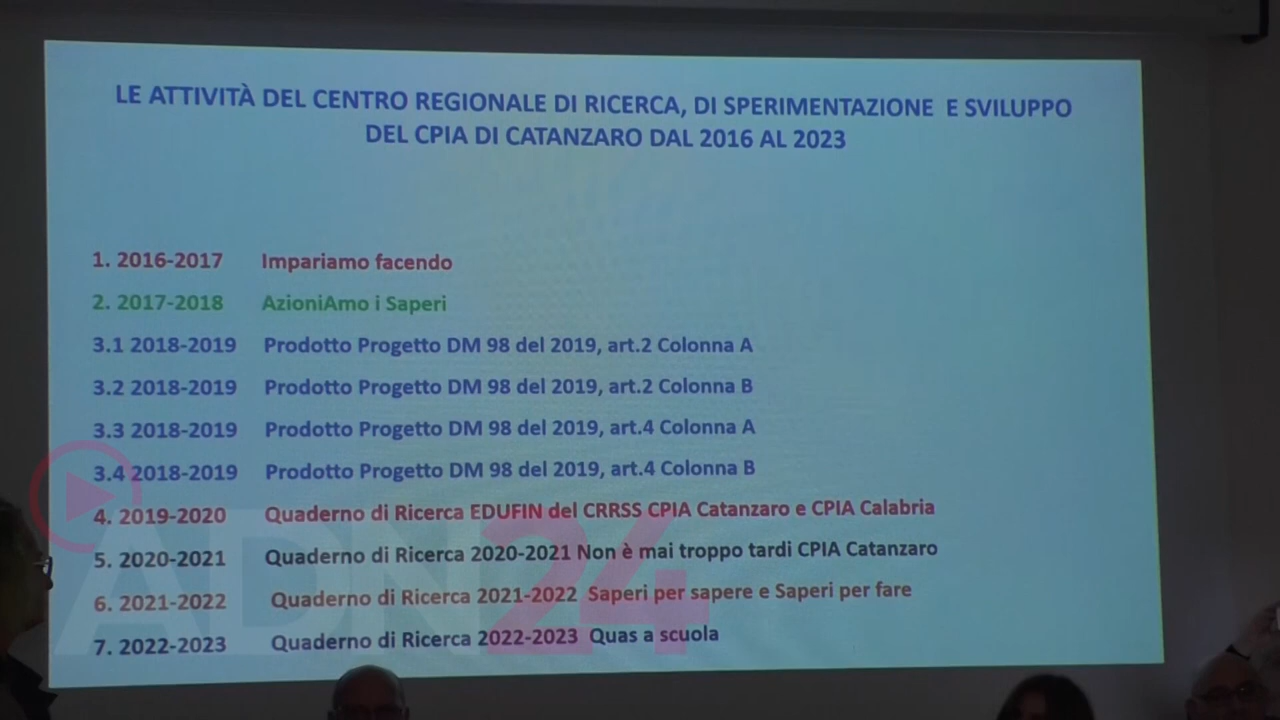 LE ATTIVITÀ DEL CENTRO REGIONALE DI RICERCA, DI SPERIMENTAZIONE E SVILUPPO
DEL CPIA DI CATANZARO DAL 2016 AL 2023
1. 2016-2017 Impariamo facendo
2. 2017-2018 AzioniAmo i Saperi
3.1 2018-2019 Prodotto Progetto DM 98 del 2019, art.2 Colonna A
3.2 2018-2019 Prodotto Progetto DM 98 del 2019, art.2 Colonna B
3.3 2018-2019 Prodotto Progetto DM 98 del 2019, art.4 Colonna A
3.4 2018-2019 Prodotto Progetto DM 98 del 2019, art.4 Colonna B
4. 2019-2020 Quaderno di Ricerca EDUFIN del CRRSS CPIA Catanzaro e CPIA Calabria
5. 2020-2021 Quaderno di Ricerca 2020-2021 Non è mai troppo tardi CPIA Catanzaro
6. 2021-2022 Quaderno di Ricerca 2021-2022 Saperi per sapere e Saperi per fare
7. 2022-2023 Quaderno di Ricerca 2022-2023 Quas a scuola
ADN24